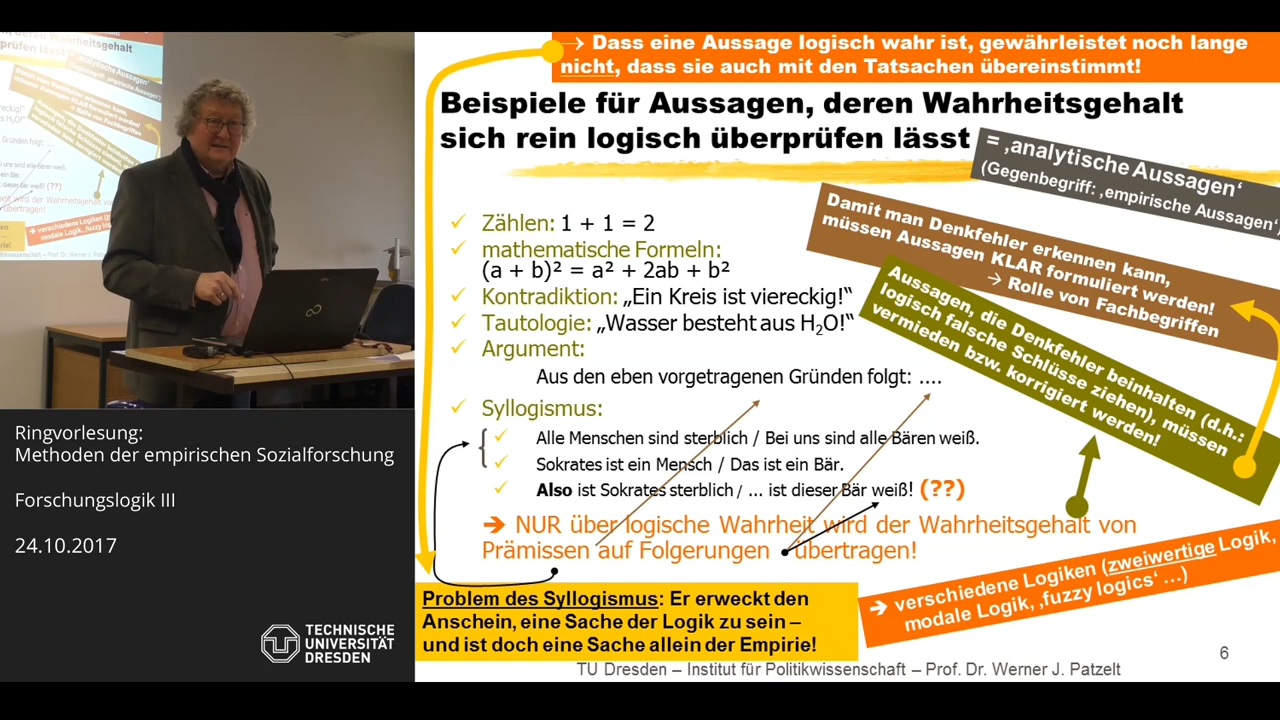 → Dass eine Aussage logisch wahr ist, gewährleistet noch lange
nicht, dass sie auch mit den Tatsachen übereinstimmt!
Beispiele für Aussagen, deren Wahrheitsgehalt
sich rein logisch überprüfen lässt
= ‚analytische Aussagen‘
(Gegenbegriff: ‚empirische Aussagen‘)
Damit man Denkfehler erkennen kann,
müssen Aussagen KLAR formuliert werden!
→ Rolle von Fachbegriffen
Aussagen, die Denkfehler beinhalten (d.h.:
logisch falsche Schlüsse ziehen), müssen
vermieden bzw. korrigiert werden!
✓ Zählen: 1 + 1 = 2
✓ mathematische Formeln:
(a + b)² = a² + 2ab + b²
✓ Kontradiktion: „Ein Kreis ist viereckig!“
✓ Tautologie: „Wasser besteht aus H₂O!“
✓ Argument:
Aus den eben vorgetragenen Gründen folgt: ....
✓ Syllogismus:
✓ Alle Menschen sind sterblich / Bei uns sind alle Bären weiß.
✓ Sokrates ist ein Mensch / Das ist ein Bär.
✓ Also ist Sokrates sterblich / ... ist dieser Bär weiß! (??)
➔ NUR über logische Wahrheit wird der Wahrheitsgehalt von
Prämissen auf Folgerungen übertragen!
➔ verschiedene Logiken (zweiwertige Logik,
modale Logik, ‚fuzzy logics‘ …)
Problem des Syllogismus: Er erweckt den
Anschein, eine Sache der Logik zu sein –
und ist doch eine Sache allein der Empirie!
6
TU Dresden – Institut für Politikwissenschaft – Prof. Dr. Werner J. Patzelt
Ringvorlesung:
Methoden der empirischen Sozialforschung
Forschungslogik III
24.10.2017
TECHNISCHE
UNIVERSITÄT
DRESDEN